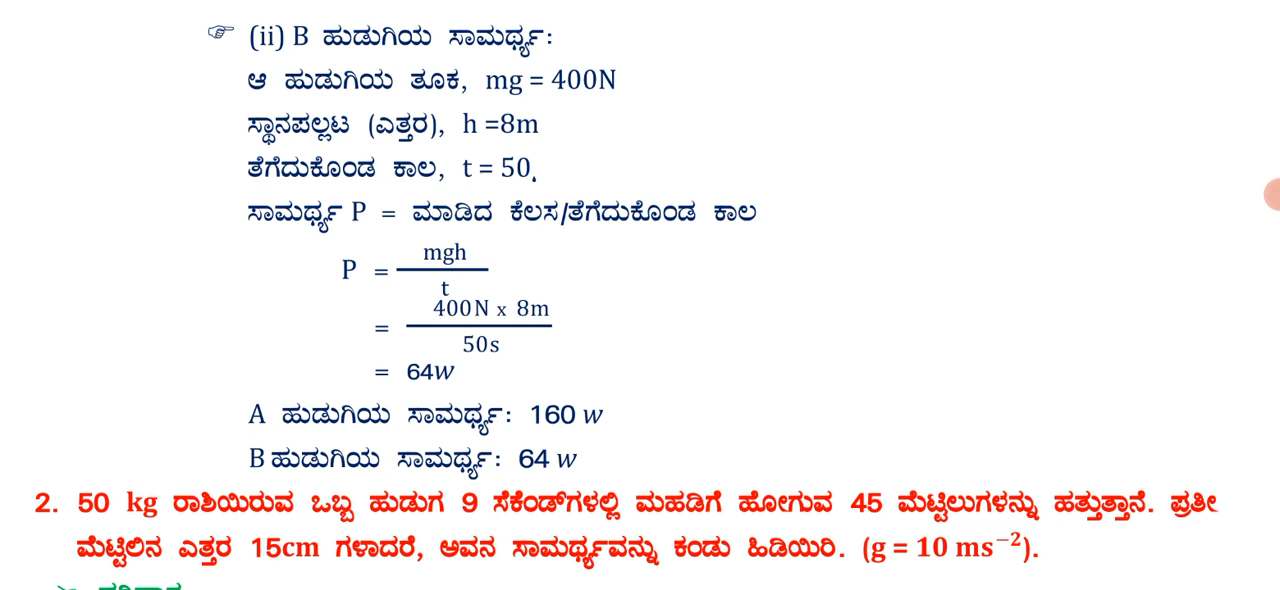 ☞ (ii) B ಹುಡುಗಿಯ ಸಾಮರ್ಥ್ಯ:
ಆ ಹುಡುಗಿಯ ತೂಕ, mg = 400N
ಸ್ಥಾನಪಲ್ಲಟ (ಎತ್ತರ), h =8m
ತೆಗೆದುಕೊಂಡ ಕಾಲ, t = 50
ಸಾಮರ್ಥ್ಯ P = ಮಾಡಿದ ಕೆಲಸ/ತೆಗೆದುಕೊಂಡ ಕಾಲ
mgh
P =
t
400N x 8m
=
50s
= 64w
A ಹುಡುಗಿಯ ಸಾಮರ್ಥ್ಯ: 160 w
B ಹುಡುಗಿಯ ಸಾಮರ್ಥ್ಯ: 64 w
2. 50 kg ರಾಶಿಯಿರುವ ಒಬ್ಬ ಹುಡುಗ 9 ಸೆಕೆಂಡ್‌ಗಳಲ್ಲಿ ಮಹಡಿಗೆ ಹೋಗುವ 45 ಮೆಟ್ಟಿಲುಗಳನ್ನು ಹತ್ತುತ್ತಾನೆ. ಪ್ರತೀ
ಮೆಟ್ಟಿಲಿನ ಎತ್ತರ 15cm ಗಳಾದರೆ, ಅವನ ಸಾಮರ್ಥ್ಯವನ್ನು ಕಂಡು ಹಿಡಿಯಿರಿ. (g = 10 ms⁻²).